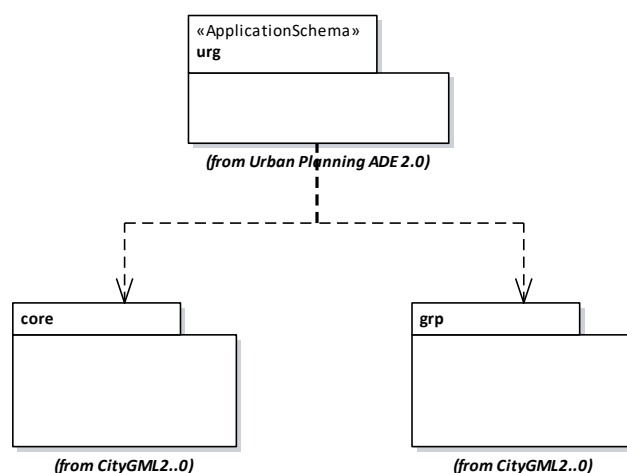 «ApplicationSchema»
urg
(from Urban Planning ADE 2.0)
core
grp
(from CityGML2..0)
(from CityGML2..0)